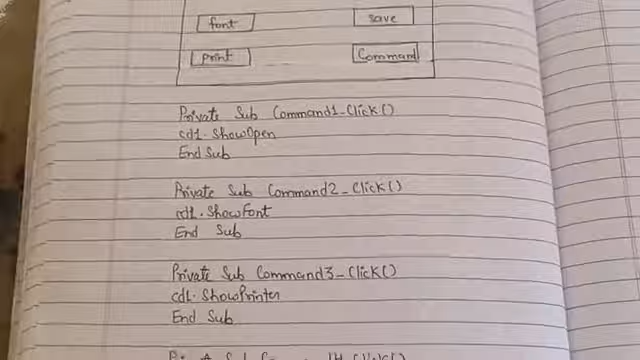 font save
print Command
Private Sub Command1_Click()
cd1.ShowOpen
End Sub
Private Sub Command2_Click()
cd1.ShowFont
End Sub
Private Sub Command3_Click()
cd1.ShowPrinter
End Sub